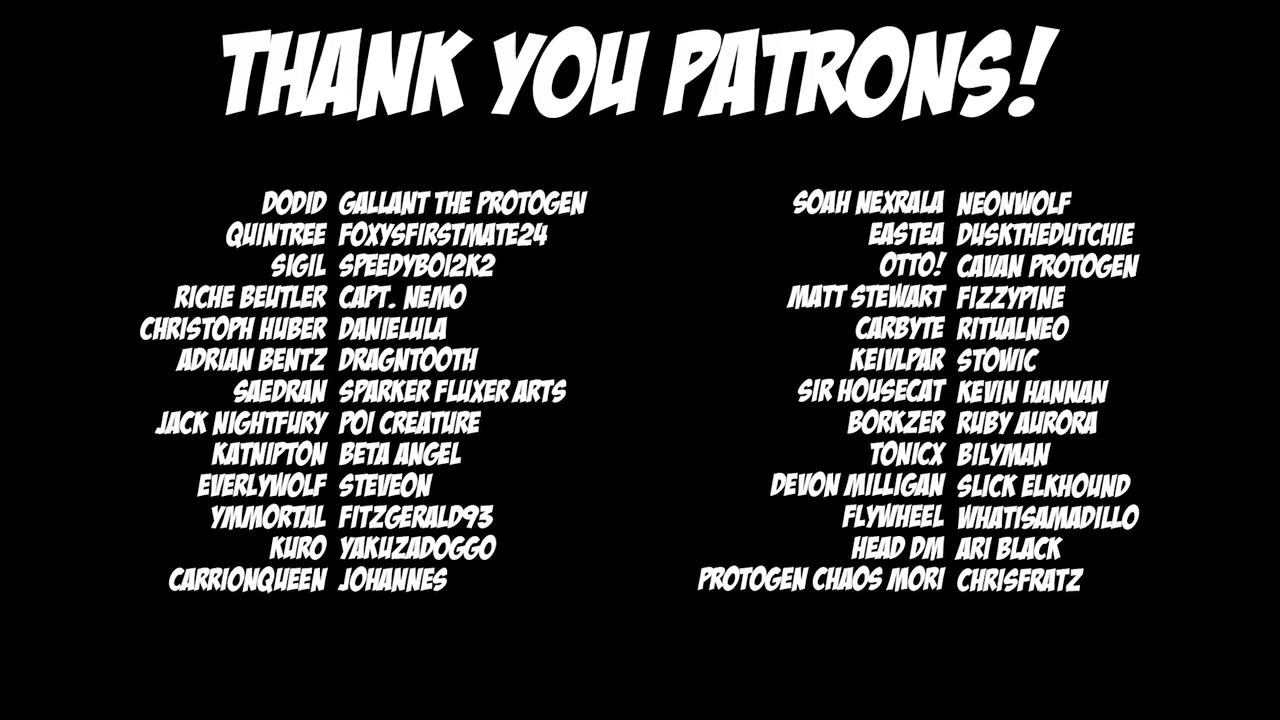 THANK YOU PATRONS!
DODID GALLANT THE PROTOGEN
QUINTREE FOXYSFIRSTMATE24
SIGIL SPEEDYBOI2K2
RICHE BEUTLER CAPT. NEMO
CHRISTOPH HUBER DANIELULA
ADRIAN BENTZ DRAGNTOOTH
SAEDRAN SPARKER FLUXER ARTS
JACK NIGHTFURY POI CREATURE
KATNIPTON BETA ANGEL
EVERLYWOLF STEVEON
YMMORTAL FITZGERALD93
KURO YAKUZADOGGO
CARRIONQUEEN JOHANNES
SOAH NEXRALA NEONWOLF
EASTEA DUSKTHEDUTCHIE
OTTO! CAVAN PROTOGEN
MATT STEWART FIZZYPINE
CARBYTE RITUALNEO
KEIVLPAR STOWIC
SIR HOUSECAT KEVIN HANNAN
BORKZER RUBY AURORA
TONICX BILYMAN
DEVON MILLIGAN SLICK ELKHOUND
FLYWHEEL WHATISAMADILLO
HEAD DM ARI BLACK
PROTOGEN CHAOS MORI CHRISFRATZ